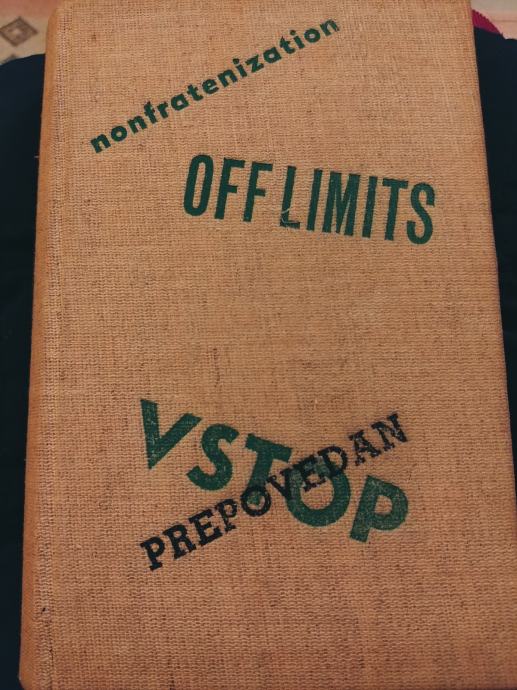 nonfratenization
OFF LIMITS
VSTOP
PREPOVEDAN